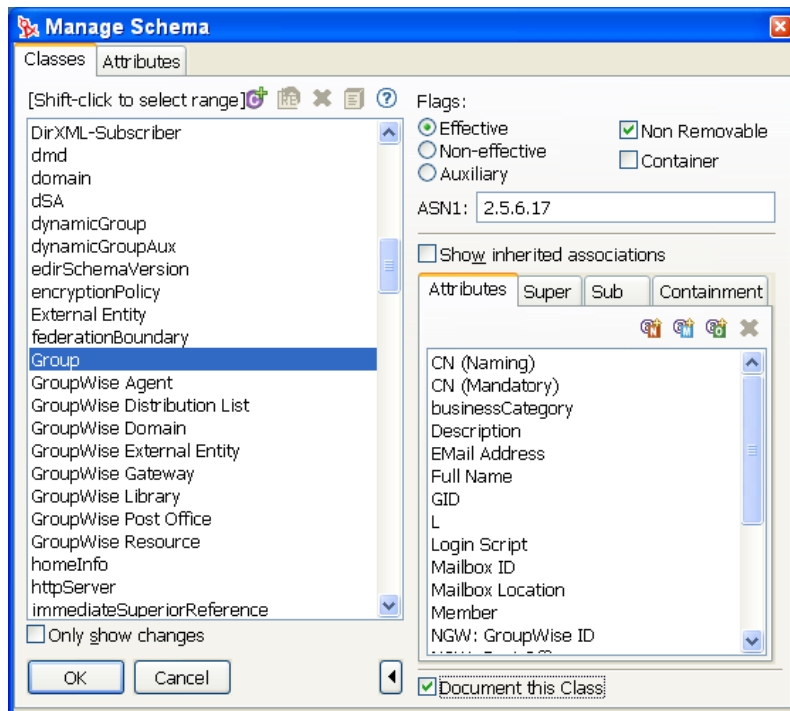 Manage Schema
Classes
Attributes
[Shift-click to select range]
DirXML-Subscriber
dmd
domain
dSA
dynamicGroup
dynamicGroupAux
edirSchemaVersion
encryptionPolicy
External Entity
federationBoundary
Group
GroupWise Agent
GroupWise Distribution List
GroupWise Domain
GroupWise External Entity
GroupWise Gateway
GroupWise Library
GroupWise Post Office
GroupWise Resource
homeInfo
httpServer
immediateSuperiorReference
Only show changes
OK
Cancel
Flags:
Effective
Non-effective
Auxiliary
Non Removable
Container
ASN1: 2.5.6.17
Show inherited associations
Attributes
Super
Sub
Containment
CN (Naming)
CN (Mandatory)
businessCategory
Description
EMail Address
Full Name
GID
L
Login Script
Mailbox ID
Mailbox Location
Member
NGW: GroupWise ID
Document this Class